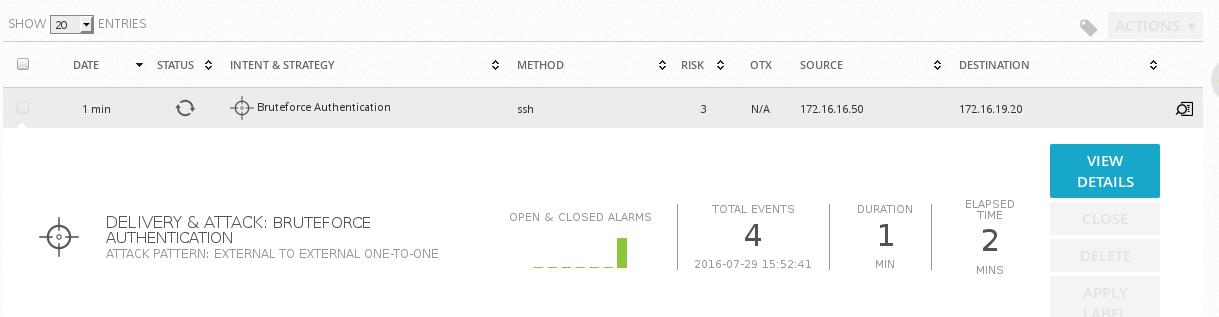 SHOW 20 ENTRIES
ACTIONS
DATE STATUS INTENT & STRATEGY METHOD RISK OTX SOURCE DESTINATION
1 min Bruteforce Authentication ssh 3 N/A 172.16.16.50 172.16.19.20
VIEW
DETAILS
DELIVERY & ATTACK: BRUTEFORCE
AUTHENTICATION
ATTACK PATTERN: EXTERNAL TO EXTERNAL ONE-TO-ONE
OPEN & CLOSED ALARMS
TOTAL EVENTS
4
2016-07-29 15:52:41
DURATION
1
MIN
ELAPSED
TIME
2
MINS
CLOSE
DELETE
APPLY
LABEL